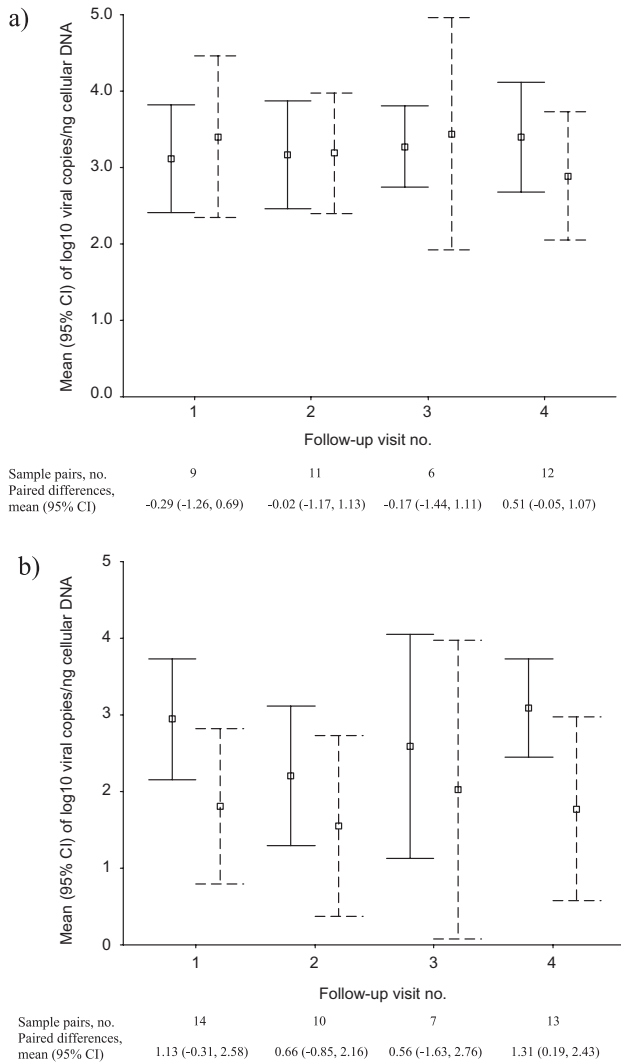 a)
Mean (95% CI) of log10 viral copies/ng cellular DNA
5.0
4.0
3.0
2.0
1.0
0.0
1 2 3 4
Follow-up visit no.
Sample pairs, no. 9 11 6 12
Paired differences,
mean (95% CI) -0.29 (-1.26, 0.69) -0.02 (-1.17, 1.13) -0.17 (-1.44, 1.11) 0.51 (-0.05, 1.07)
b)
Mean (95% CI) of log10 viral copies/ng cellular DNA
5
4
3
2
1
0
1 2 3 4
Follow-up visit no.
Sample pairs, no. 14 10 7 13
Paired differences,
mean (95% CI) 1.13 (-0.31, 2.58) 0.66 (-0.85, 2.16) 0.56 (-1.63, 2.76) 1.31 (0.19, 2.43)